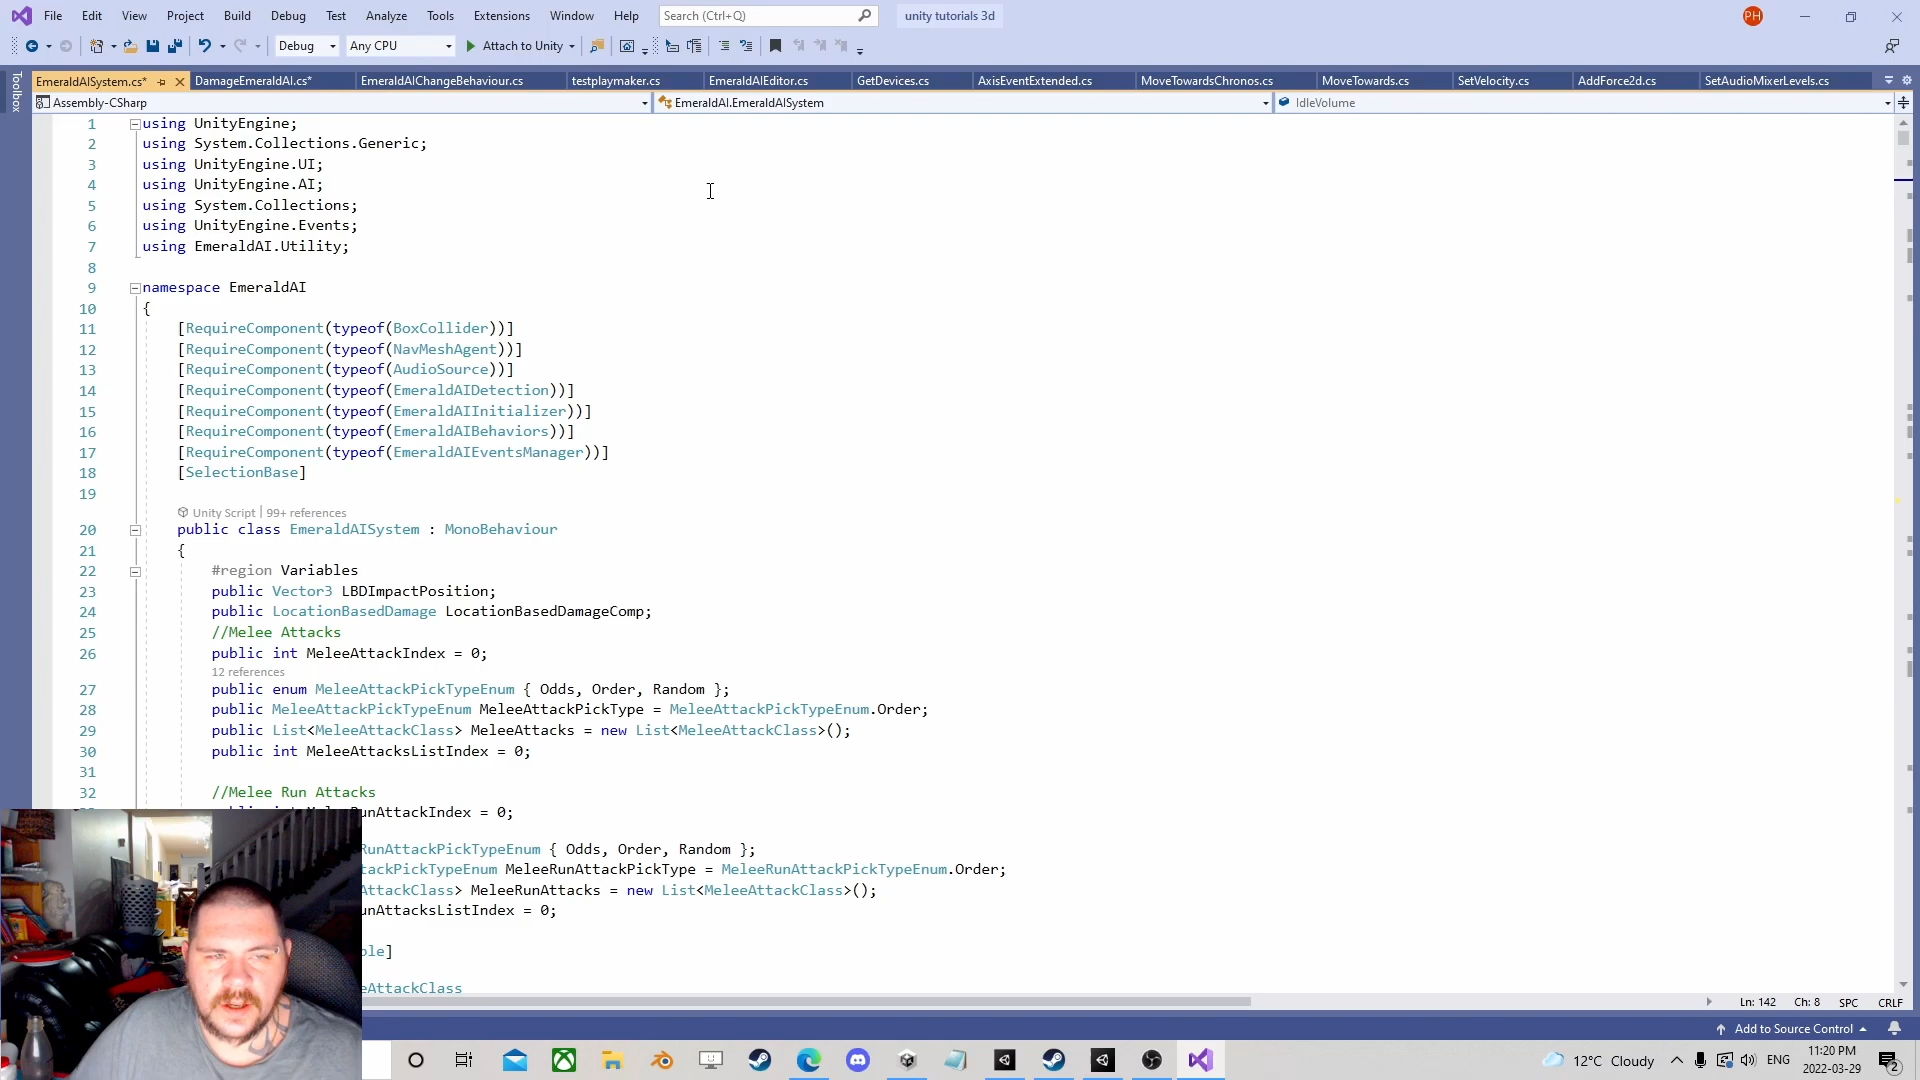 File Edit View Project Build Debug Test Analyze Tools Extensions Window Help Search (Ctrl+Q) unity tutorials 3d PH
Debug Any CPU Attach to Unity
Toolbox
EmeraldAISystem.cs* DamageEmeraldAI.cs* EmeraldAIChangeBehaviour.cs testplaymaker.cs EmeraldAIEditor.cs GetDevices.cs AxisEventExtended.cs MoveTowardsChronos.cs MoveTowards.cs SetVelocity.cs AddForce2d.cs SetAudioMixerLevels.cs
Assembly-CSharp EmeraldAI.EmeraldAISystem IdleVolume
1 using UnityEngine;
2 using System.Collections.Generic;
3 using UnityEngine.UI;
4 using UnityEngine.AI;
5 using System.Collections;
6 using UnityEngine.Events;
7 using EmeraldAI.Utility;
8
9 namespace EmeraldAI
10 {
11 [RequireComponent(typeof(BoxCollider))]
12 [RequireComponent(typeof(NavMeshAgent))]
13 [RequireComponent(typeof(AudioSource))]
14 [RequireComponent(typeof(EmeraldAIDetection))]
15 [RequireComponent(typeof(EmeraldAIInitializer))]
16 [RequireComponent(typeof(EmeraldAIBehaviors))]
17 [RequireComponent(typeof(EmeraldAIEventsManager))]
18 [SelectionBase]
19
Unity Script | 99+ references
20 public class EmeraldAISystem : MonoBehaviour
21 {
22 #region Variables
23 public Vector3 LBDImpactPosition;
24 public LocationBasedDamage LocationBasedDamageComp;
25 //Melee Attacks
26 public int MeleeAttackIndex = 0;
12 references
27 public enum MeleeAttackPickTypeEnum { Odds, Order, Random };
28 public MeleeAttackPickTypeEnum MeleeAttackPickType = MeleeAttackPickTypeEnum.Order;
29 public List<MeleeAttackClass> MeleeAttacks = new List<MeleeAttackClass>();
30 public int MeleeAttacksListIndex = 0;
31
32 //Melee Run Attacks
unAttackIndex = 0;
unAttackPickTypeEnum { Odds, Order, Random };
tackPickTypeEnum MeleeRunAttackPickType = MeleeRunAttackPickTypeEnum.Order;
AttackClass> MeleeRunAttacks = new List<MeleeAttackClass>();
unAttacksListIndex = 0;
ble]
eAttackClass
Ln: 142 Ch: 8 SPC CRLF
Add to Source Control
12°C Cloudy ENG 11:20 PM
2022-03-29 2